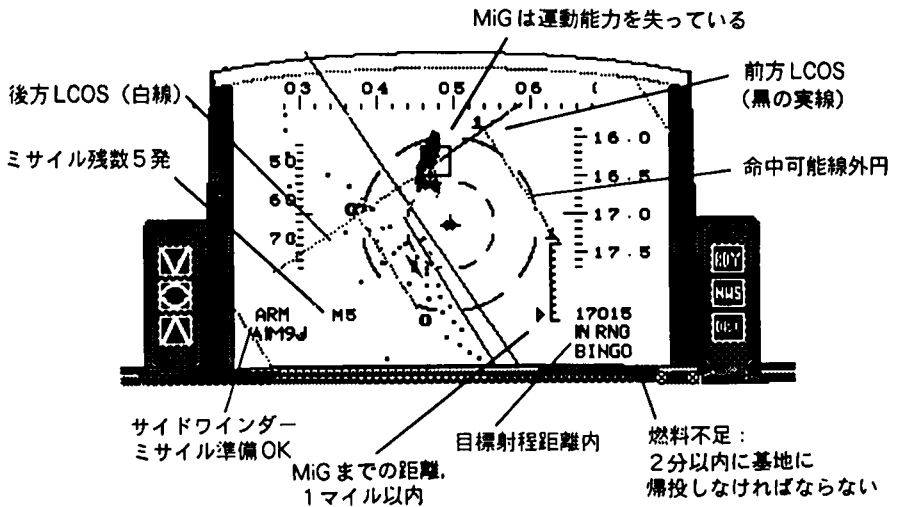 MiGは運動能力を失っている
後方LCOS（白線）
前方LCOS
（黒の実線）
ミサイル残数5発
命中可能線外円
03 04 05 06
50
60
70
16.0
16.5
17.0
17.5
1
0
ARM
AIM9J
M5
17015
IN RNG
BINGO
RDY
NWS
サイドワインダー
ミサイル準備OK
MiGまでの距離,
1マイル以内
目標射程距離内
燃料不足：
2分以内に基地に
帰投しなければならない